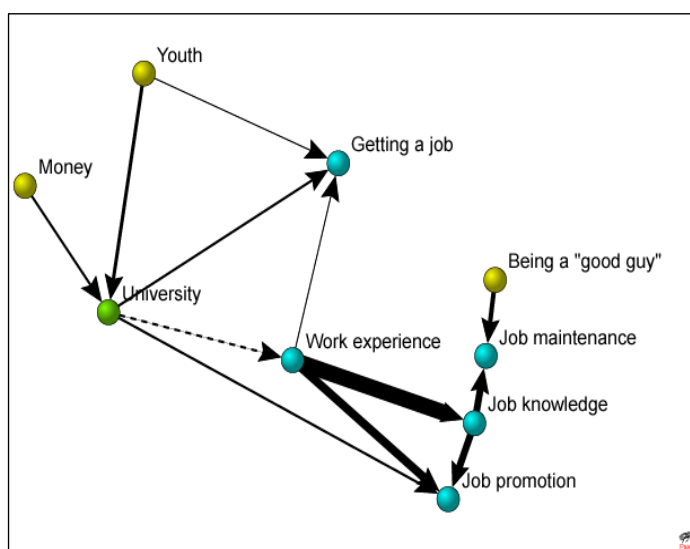 Youth
Getting a job
Money
Being a "good guy"
University
Job maintenance
Work experience
Job knowledge
Job promotion